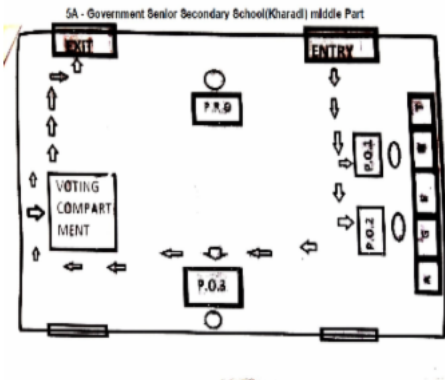 5A - Government Senior Secondary School(Kharadi) middle Part
EXIT
ENTRY
P.R.O
P.O.1
P.O.2
VOTING
COMPART
MENT
P.O.3